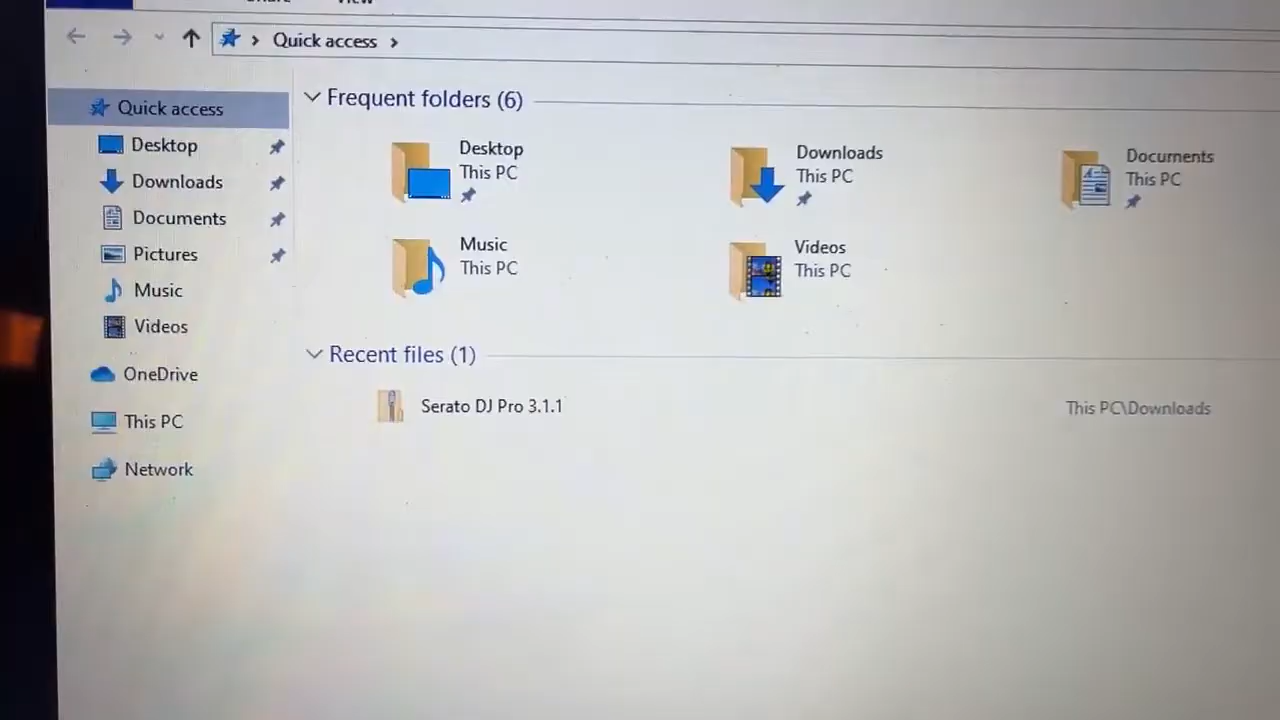 Quick access
Quick access
Desktop
Downloads
Documents
Pictures
Music
Videos
OneDrive
This PC
Network
Frequent folders (6)
Desktop
This PC
Downloads
This PC
Documents
This PC
Music
This PC
Videos
This PC
Recent files (1)
Serato DJ Pro 3.1.1
This PC\Downloads